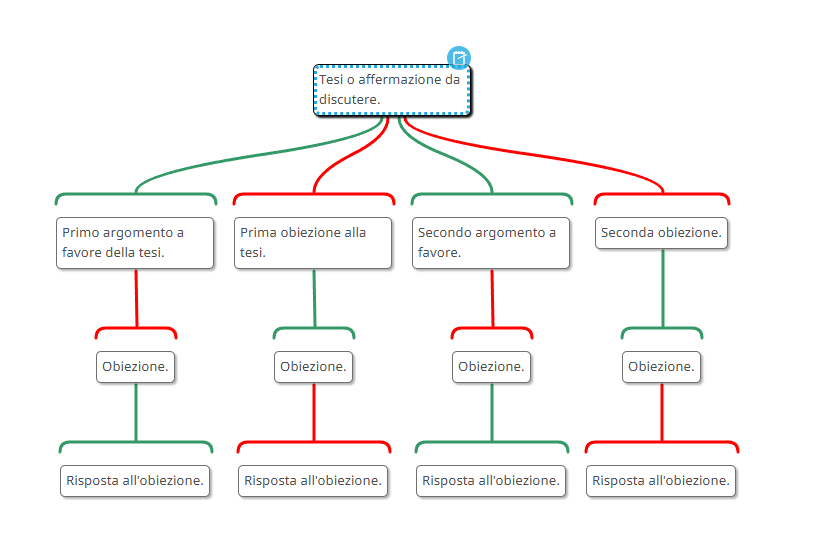 Tesi o affermazione da
discutere.
Primo argomento a
favore della tesi.
Prima obiezione alla
tesi.
Secondo argomento a
favore.
Seconda obiezione.
Obiezione.
Obiezione.
Obiezione.
Obiezione.
Risposta all'obiezione.
Risposta all'obiezione.
Risposta all'obiezione.
Risposta all'obiezione.